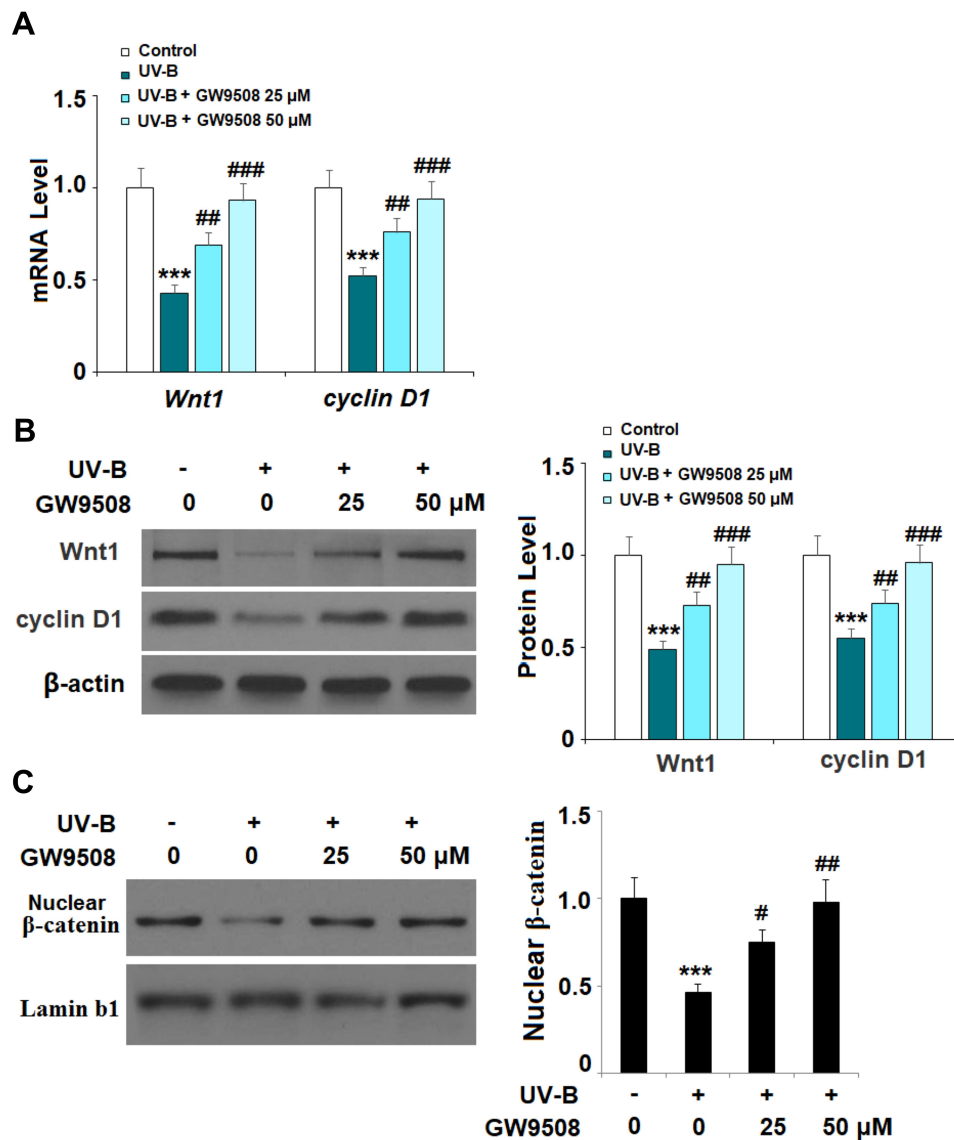 A
Control
UV-B
UV-B + GW9508 25 μM
UV-B + GW9508 50 μM
mRNA Level
1.5
1.0
0.5
0
***
##
###
***
##
###
Wnt1
cyclin D1
B
UV-B - + + +
GW9508 0 0 25 50 μM
Wnt1
cyclin D1
β-actin
Control
UV-B
UV-B + GW9508 25 μM
UV-B + GW9508 50 μM
Protein Level
1.5
1.0
0.5
0
***
##
###
***
##
###
Wnt1
cyclin D1
C
UV-B - + + +
GW9508 0 0 25 50 μM
Nuclear
β-catenin
Lamin b1
Nuclear β-catenin
1.5
1.0
0.5
0
***
#
##
UV-B - + + +
GW9508 0 0 25 50 μM